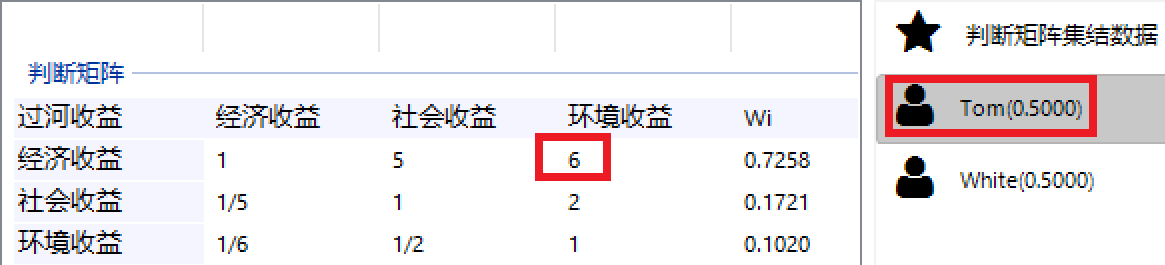 判断矩阵
过河收益 经济收益 社会收益 环境收益 Wi
经济收益 1 5 6 0.7258
社会收益 1/5 1 2 0.1721
环境收益 1/6 1/2 1 0.1020
判断矩阵集结数据
Tom(0.5000)
White(0.5000)